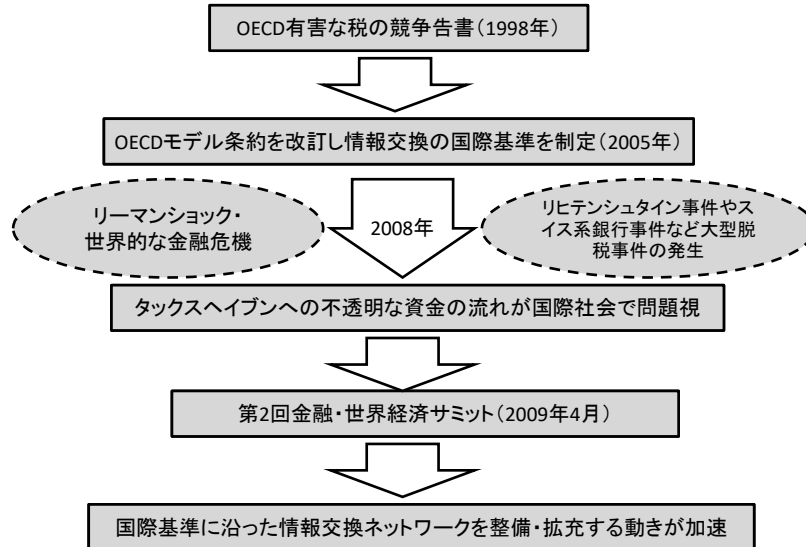 OECD有害な税の競争告書(1998年)
OECDモデル条約を改訂し情報交換の国際基準を制定(2005年)
リーマンショック・
世界的な金融危機
2008年
リヒテンシュタイン事件やス
イス系銀行事件など大型脱
税事件の発生
タックスヘイブンへの不透明な資金の流れが国際社会で問題視
第2回金融・世界経済サミット(2009年4月)
国際基準に沿った情報交換ネットワークを整備・拡充する動きが加速